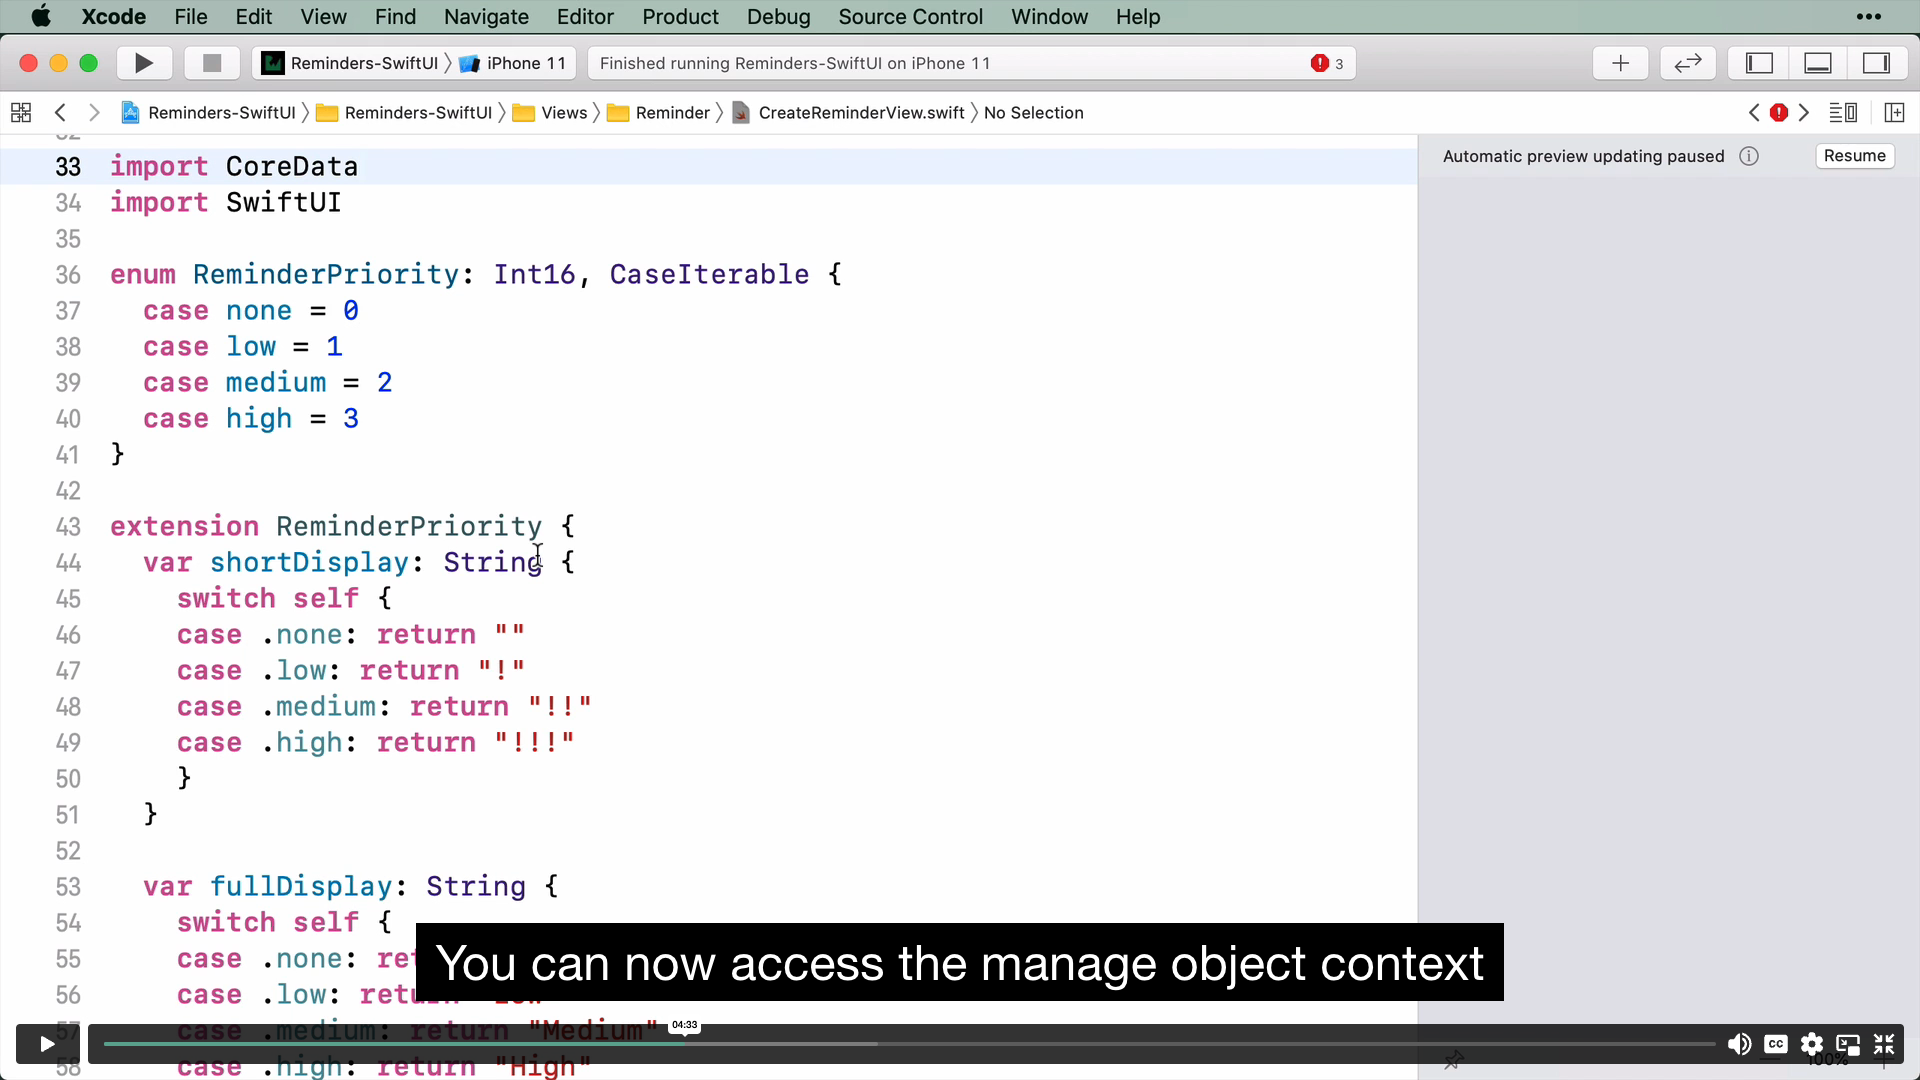 Xcode File Edit View Find Navigate Editor Product Debug Source Control Window Help •••
Reminders-SwiftUI 〉 iPhone 11 Finished running Reminders-SwiftUI on iPhone 11 3
Reminders-SwiftUI 〉 Reminders-SwiftUI 〉 Views 〉 Reminder 〉 CreateReminderView.swift 〉 No Selection
Automatic preview updating paused Resume
32
33 import CoreData
34 import SwiftUI
35
36 enum ReminderPriority: Int16, CaseIterable {
37   case none = 0
38   case low = 1
39   case medium = 2
40   case high = 3
41 }
42
43 extension ReminderPriority {
44   var shortDisplay: String {
45     switch self {
46     case .none: return ""
47     case .low: return "!"
48     case .medium: return "!!"
49     case .high: return "!!!"
50     }
51   }
52
53   var fullDisplay: String {
54     switch self {
55     case .none: ret
56     case .low: return
57     case .medium: return "Medium"
58     case .high: return "High"
You can now access the manage object context
04:33
CC
100%